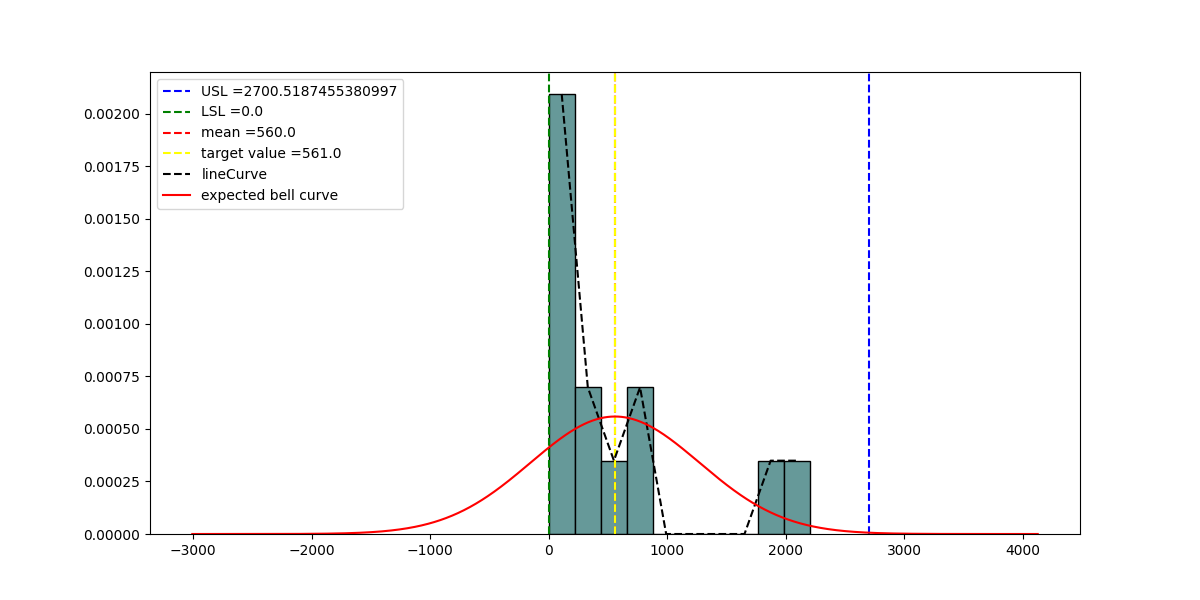 USL =2700.5187455380997
LSL =0.0
mean =560.0
target value =561.0
lineCurve
expected bell curve
0.00200
0.00175
0.00150
0.00125
0.00100
0.00075
0.00050
0.00025
0.00000
−3000 −2000 −1000 0 1000 2000 3000 4000